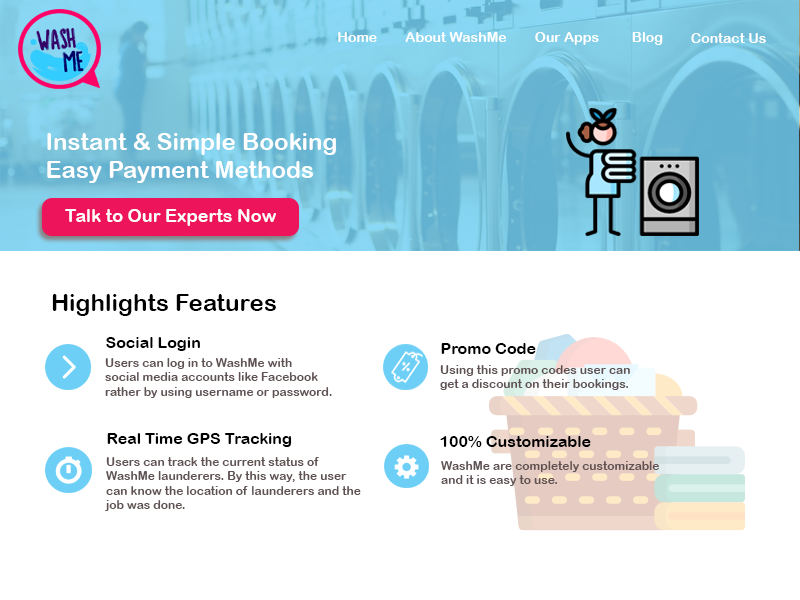 WASH
ME
Home
About WashMe
Our Apps
Blog
Contact Us
Instant & Simple Booking
Easy Payment Methods
Talk to Our Experts Now
Highlights Features
Social Login
Users can log in to WashMe with
social media accounts like Facebook
rather by using username or password.
Promo Code
Using this promo codes user can
get a discount on their bookings.
Real Time GPS Tracking
Users can track the current status of
WashMe launderers. By this way, the user
can know the location of launderers and the
job was done.
100% Customizable
WashMe are completely customizable
and it is easy to use.